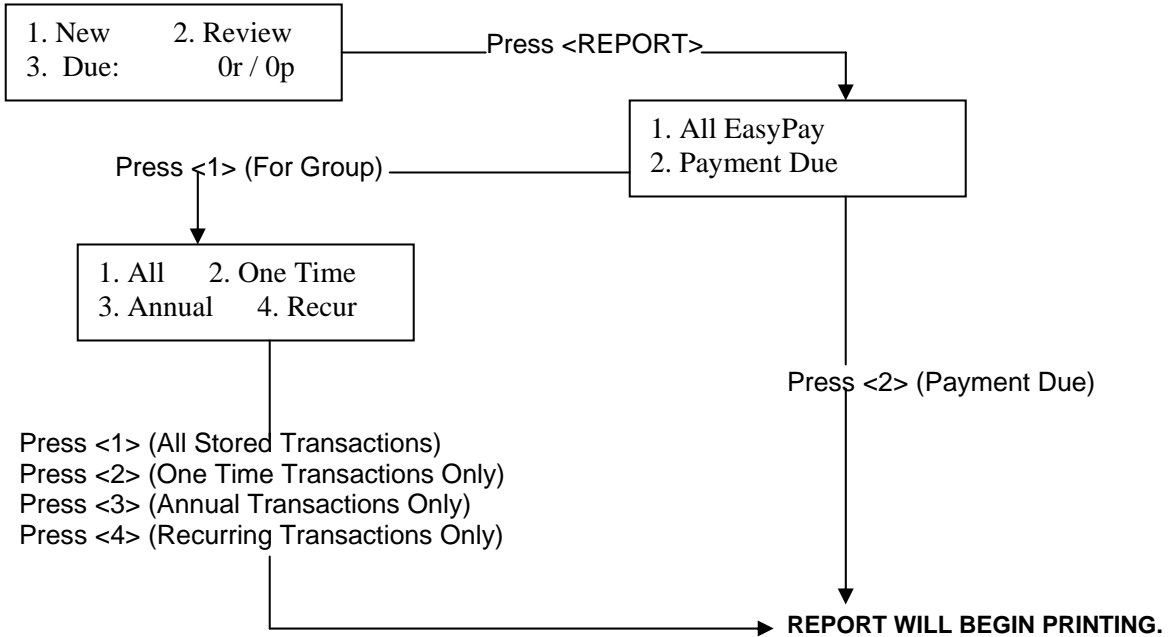 1. New 2. Review
3. Due: 0r / 0p
Press <REPORT>
1. All EasyPay
2. Payment Due
Press <1> (For Group)
1. All 2. One Time
3. Annual 4. Recur
Press <2> (Payment Due)
Press <1> (All Stored Transactions)
Press <2> (One Time Transactions Only)
Press <3> (Annual Transactions Only)
Press <4> (Recurring Transactions Only)
REPORT WILL BEGIN PRINTING.